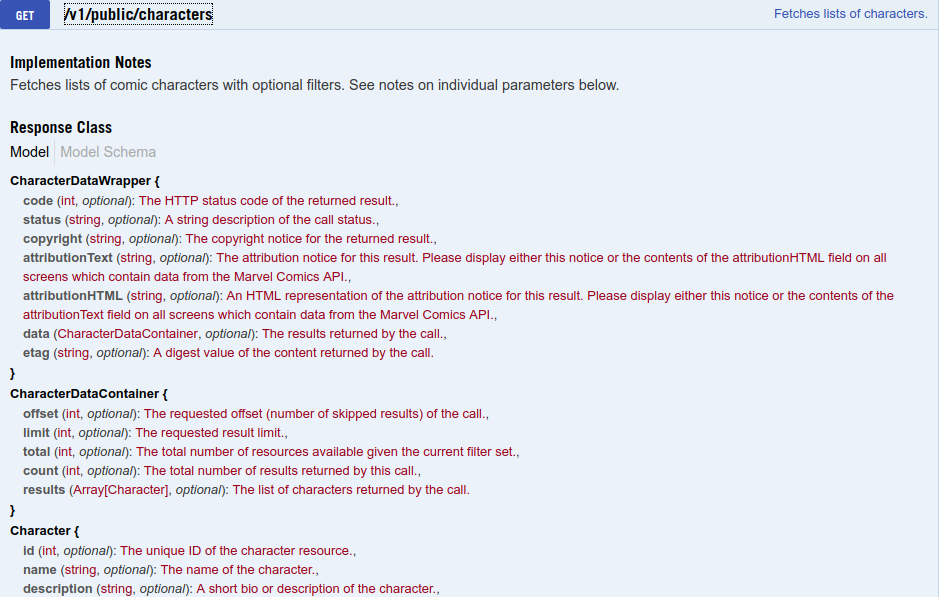 GET /v1/public/characters Fetches lists of characters.
Implementation Notes
Fetches lists of comic characters with optional filters. See notes on individual parameters below.
Response Class
Model Model Schema
CharacterDataWrapper {
code (int, optional): The HTTP status code of the returned result.,
status (string, optional): A string description of the call status.,
copyright (string, optional): The copyright notice for the returned result.,
attributionText (string, optional): The attribution notice for this result. Please display either this notice or the contents of the attributionHTML field on all
screens which contain data from the Marvel Comics API.,
attributionHTML (string, optional): An HTML representation of the attribution notice for this result. Please display either this notice or the contents of the
attributionText field on all screens which contain data from the Marvel Comics API.,
data (CharacterDataContainer, optional): The results returned by the call.,
etag (string, optional): A digest value of the content returned by the call.
}
CharacterDataContainer {
offset (int, optional): The requested offset (number of skipped results) of the call.,
limit (int, optional): The requested result limit.,
total (int, optional): The total number of resources available given the current filter set.,
count (int, optional): The total number of results returned by this call.,
results (Array[Character], optional): The list of characters returned by the call.
}
Character {
id (int, optional): The unique ID of the character resource.,
name (string, optional): The name of the character.,
description (string, optional): A short bio or description of the character.,